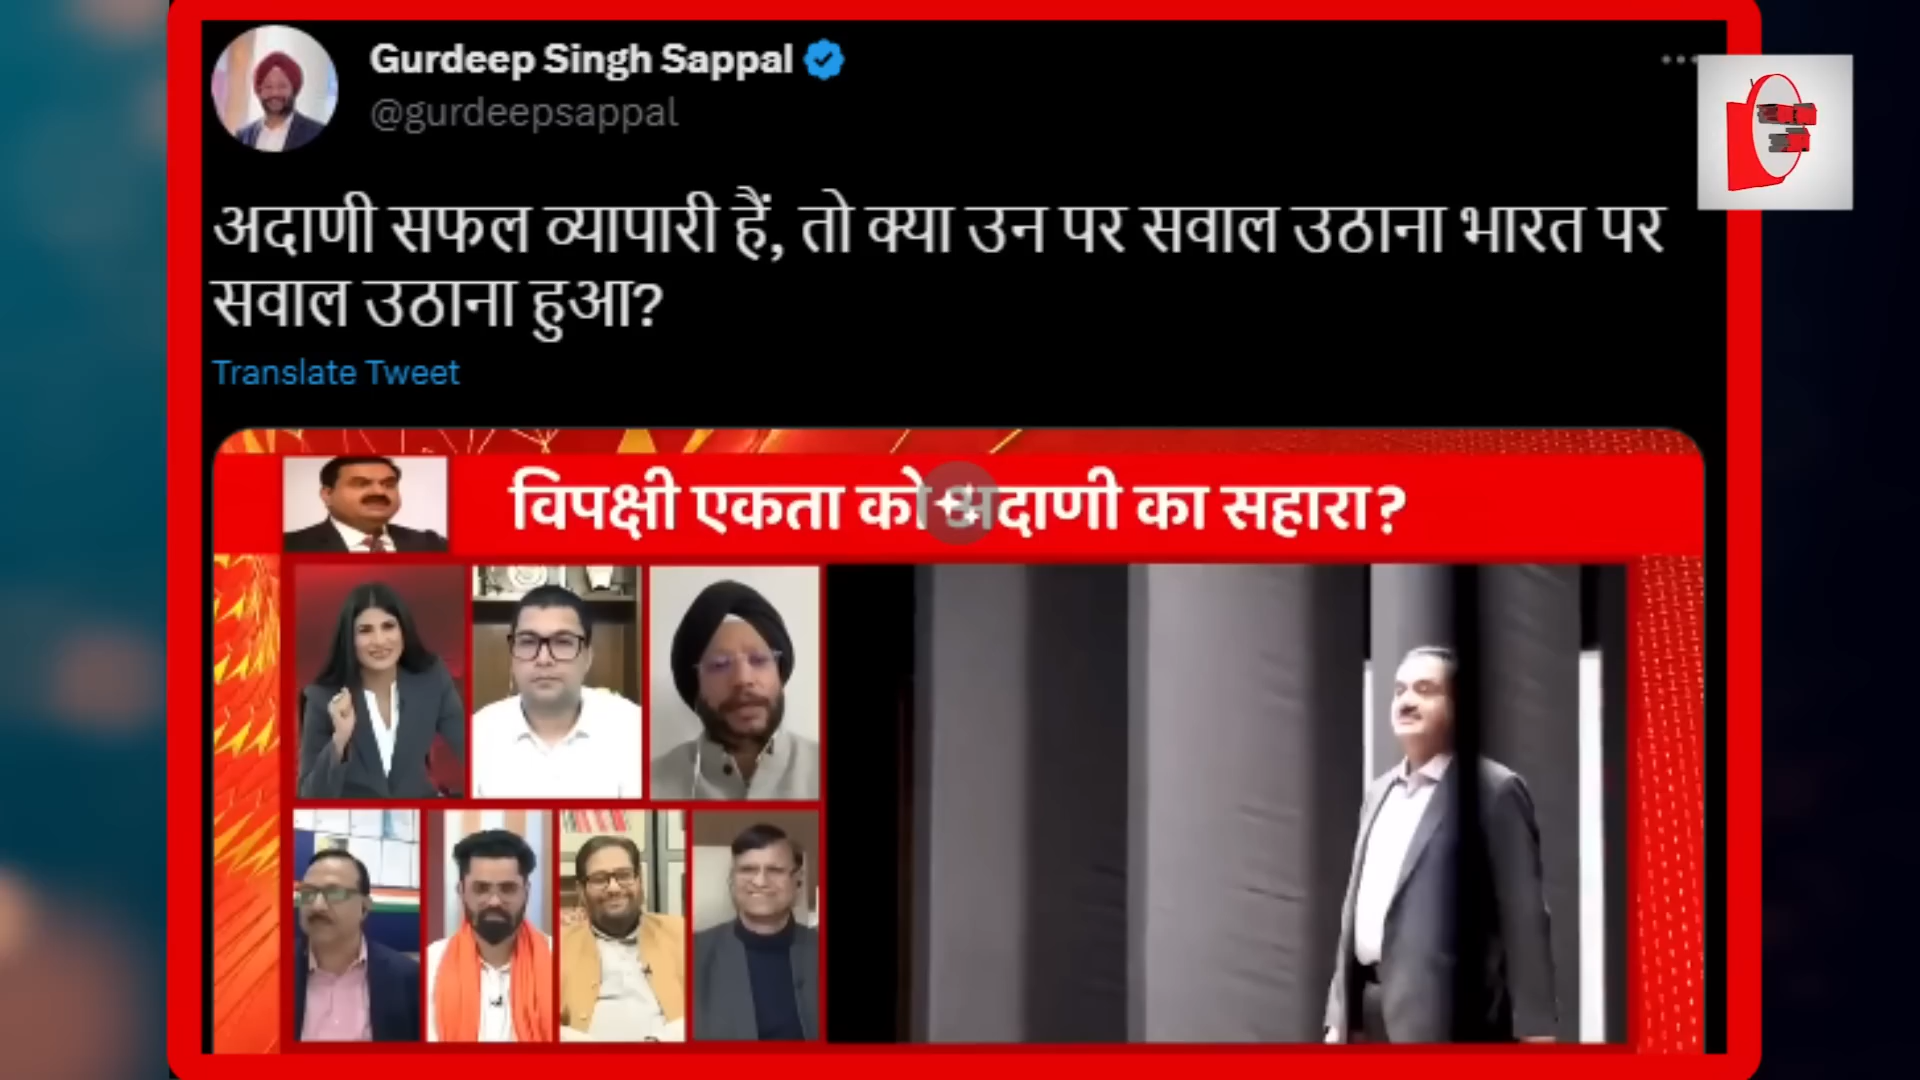 Gurdeep Singh Sappal
@gurdeepsappal
अदाणी सफल व्यापारी हैं, तो क्या उन पर सवाल उठाना भारत पर
सवाल उठाना हुआ?
Translate Tweet
विपक्षी एकता को अदाणी का सहारा?